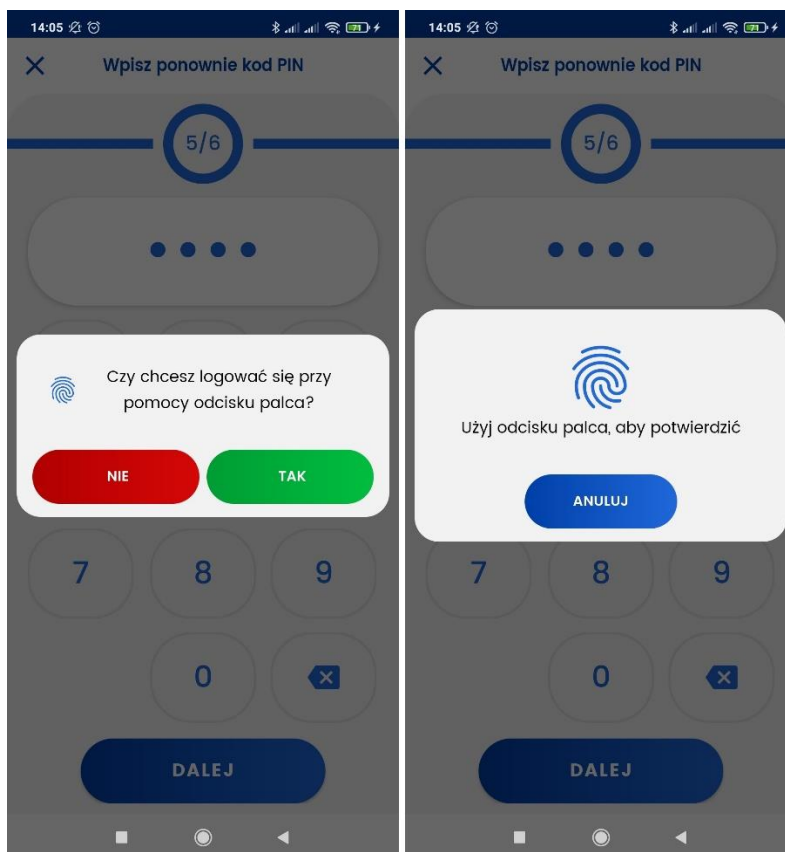 14:05
71
Wpisz ponownie kod PIN
5/6
Czy chcesz logować się przy
pomocy odcisku palca?
NIE TAK
7 8 9
0
DALEJ
14:05
71
Wpisz ponownie kod PIN
5/6
Użyj odcisku palca, aby potwierdzić
ANULUJ
7 8 9
0
DALEJ